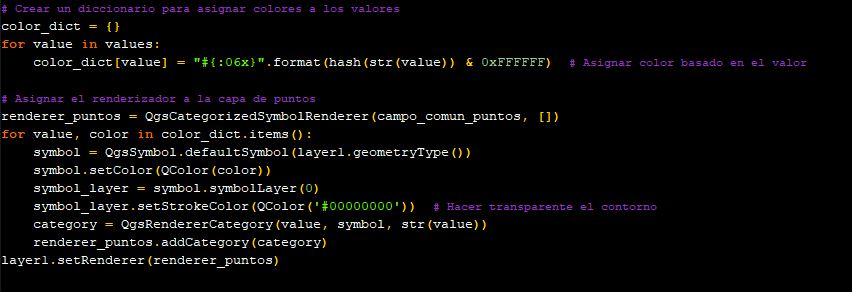 # Crear un diccionario para asignar colores a los valores
color_dict = {}
for value in values:
    color_dict[value] = "#{:06x}".format(hash(str(value)) & 0xFFFFFF)  # Asignar color basado en el valor

# Asignar el renderizador a la capa de puntos
renderer_puntos = QgsCategorizedSymbolRenderer(campo_comun_puntos, [])
for value, color in color_dict.items():
    symbol = QgsSymbol.defaultSymbol(layer1.geometryType())
    symbol.setColor(QColor(color))
    symbol_layer = symbol.symbolLayer(0)
    symbol_layer.setStrokeColor(QColor('#00000000'))  # Hacer transparente el contorno
    category = QgsRendererCategory(value, symbol, str(value))
    renderer_puntos.addCategory(category)
layer1.setRenderer(renderer_puntos)